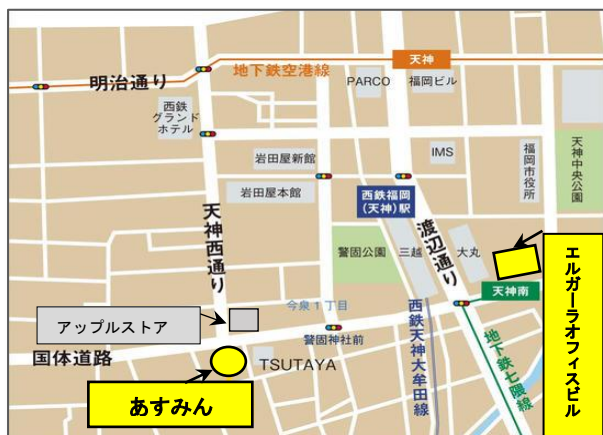 天神
地下鉄空港線
明治通り
PARCO
福岡ビル
西鉄
グランド
ホテル
岩田屋新館
IMS
福岡市役所
天神中央公園
岩田屋本館
西鉄福岡
(天神)駅
天神西通り
渡辺通り
警固公園
三越
大丸
エルガーラオフィスビル
天神南
今泉1丁目
アップルストア
警固神社前
西鉄天神大牟田線
国体道路
TSUTAYA
地下鉄七隈線
あすみん